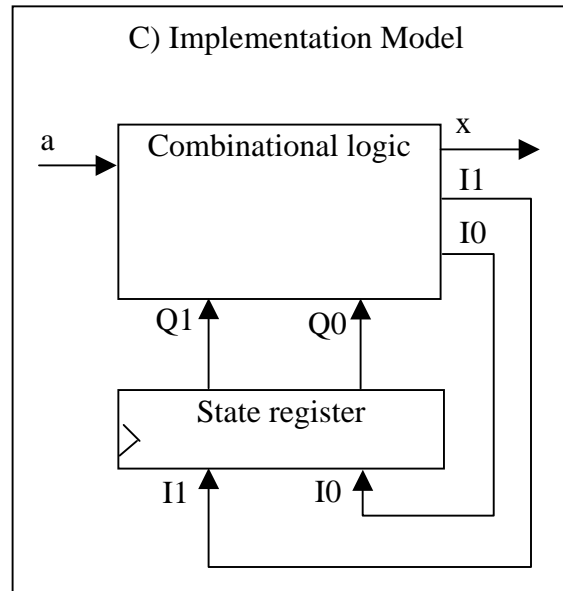 C) Implementation Model
a
Combinational logic
x
I1
I0
Q1
Q0
State register
I1
I0